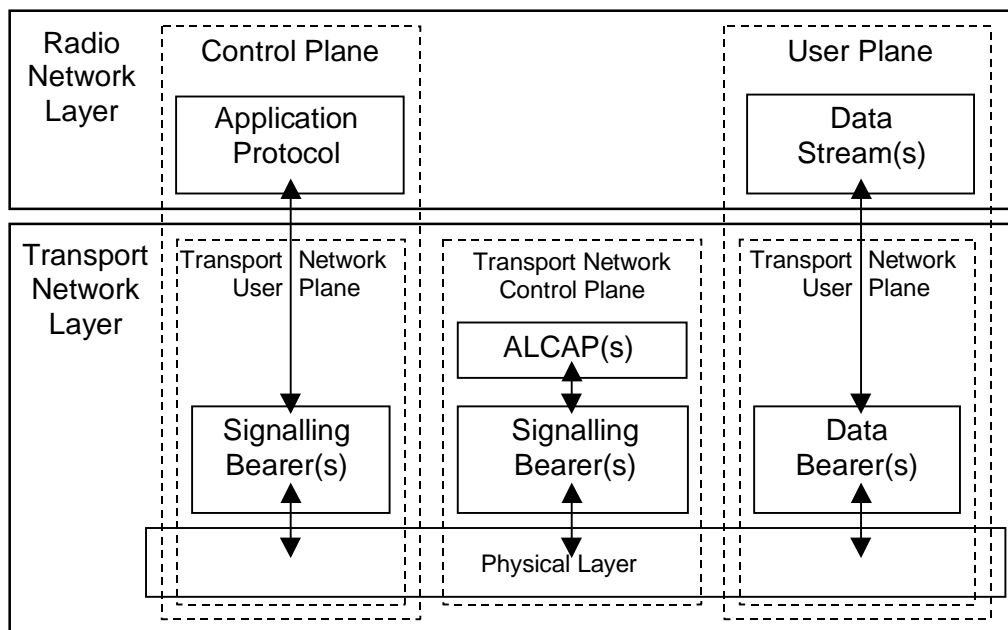 Radio
Network
Layer
Control Plane
User Plane
Application
Protocol
Data
Stream(s)
Transport
Network
Layer
Transport Network
User Plane
Transport Network
Control Plane
Transport Network
User Plane
ALCAP(s)
Signalling
Bearer(s)
Signalling
Bearer(s)
Data
Bearer(s)
Physical Layer